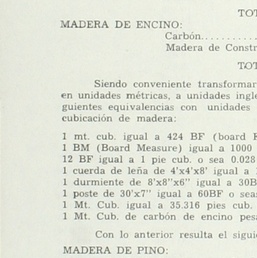 TOT
MADERA DE ENCINO:
Carbón..........
Madera de Constr
TOT
Siendo conveniente transformar
en unidades métricas, a unidades ingle
guientes equivalencias con unidades
cubicación de madera:
1 mt. cub. igual a 424 BF (board F
1 BM (Board Measure) igual a 1000
12 BF igual a 1 pie cub. o sea 0.028
1 cuerda de leña de 4'x4'x8' igual a
1 durmiente de 8'x8"x6" igual a 30B
1 poste de 30'x7" igual a 60BF o sea
1 Mt. Cub. igual a 35.316 pies cub.
1 Mt. Cub. de carbón de encino pesa
Con lo anterior resulta el sigui
MADERA DE PINO: